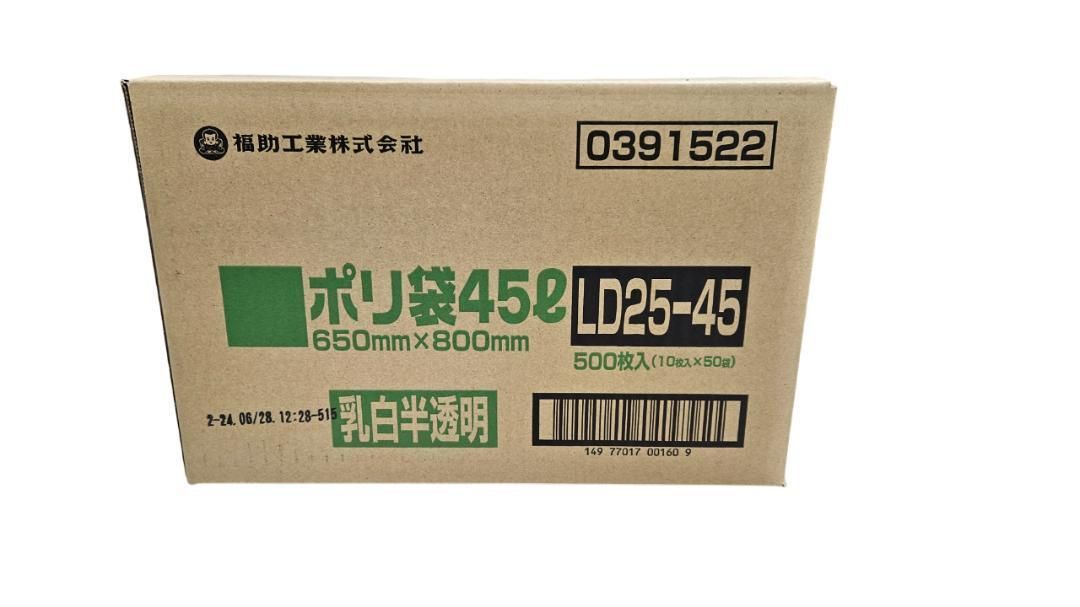 福助工業株式会社
0391522
ポリ袋45ℓ
LD25-45
650mm×800mm
500枚入(10枚入×50袋)
2-24.06/28.12:28-515
乳白半透明
149 77017 00160 9